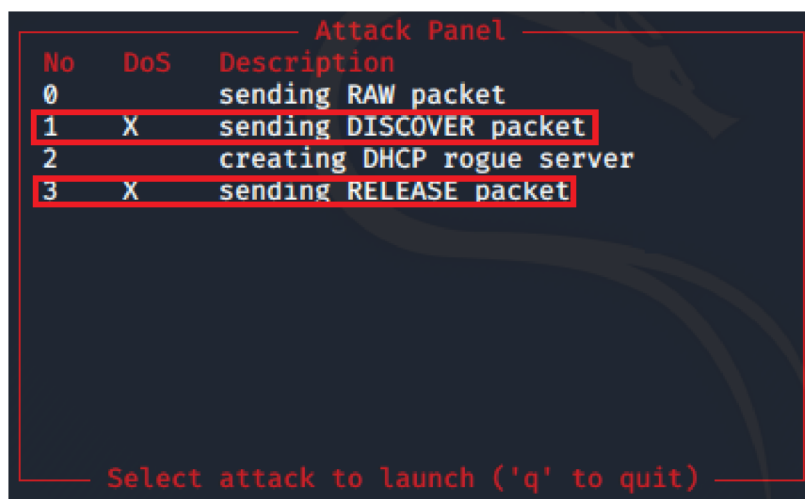 Attack Panel
No DoS Description
0 sending RAW packet
1 X sending DISCOVER packet
2 creating DHCP rogue server
3 X sending RELEASE packet
Select attack to launch ('q' to quit)